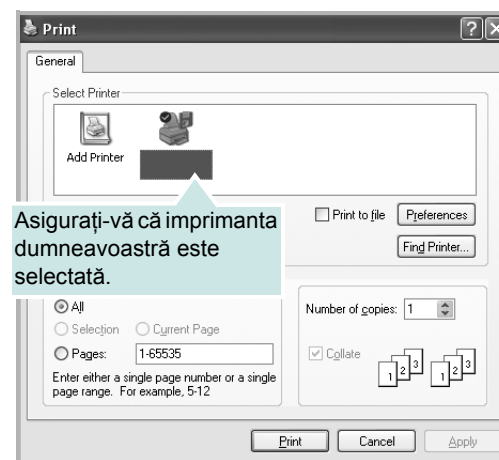 Print
General
Select Printer
Add Printer
Asigurați-vă că imprimanta
dumneavoastră este
selectată.
Print to file
Preferences
Find Printer...
All
Selection
Current Page
Pages:
1-65535
Enter either a single page number or a single
page range. For example, 5-12
Number of copies:
1
Collate
1 2 3 1 2 3
Print
Cancel
Apply